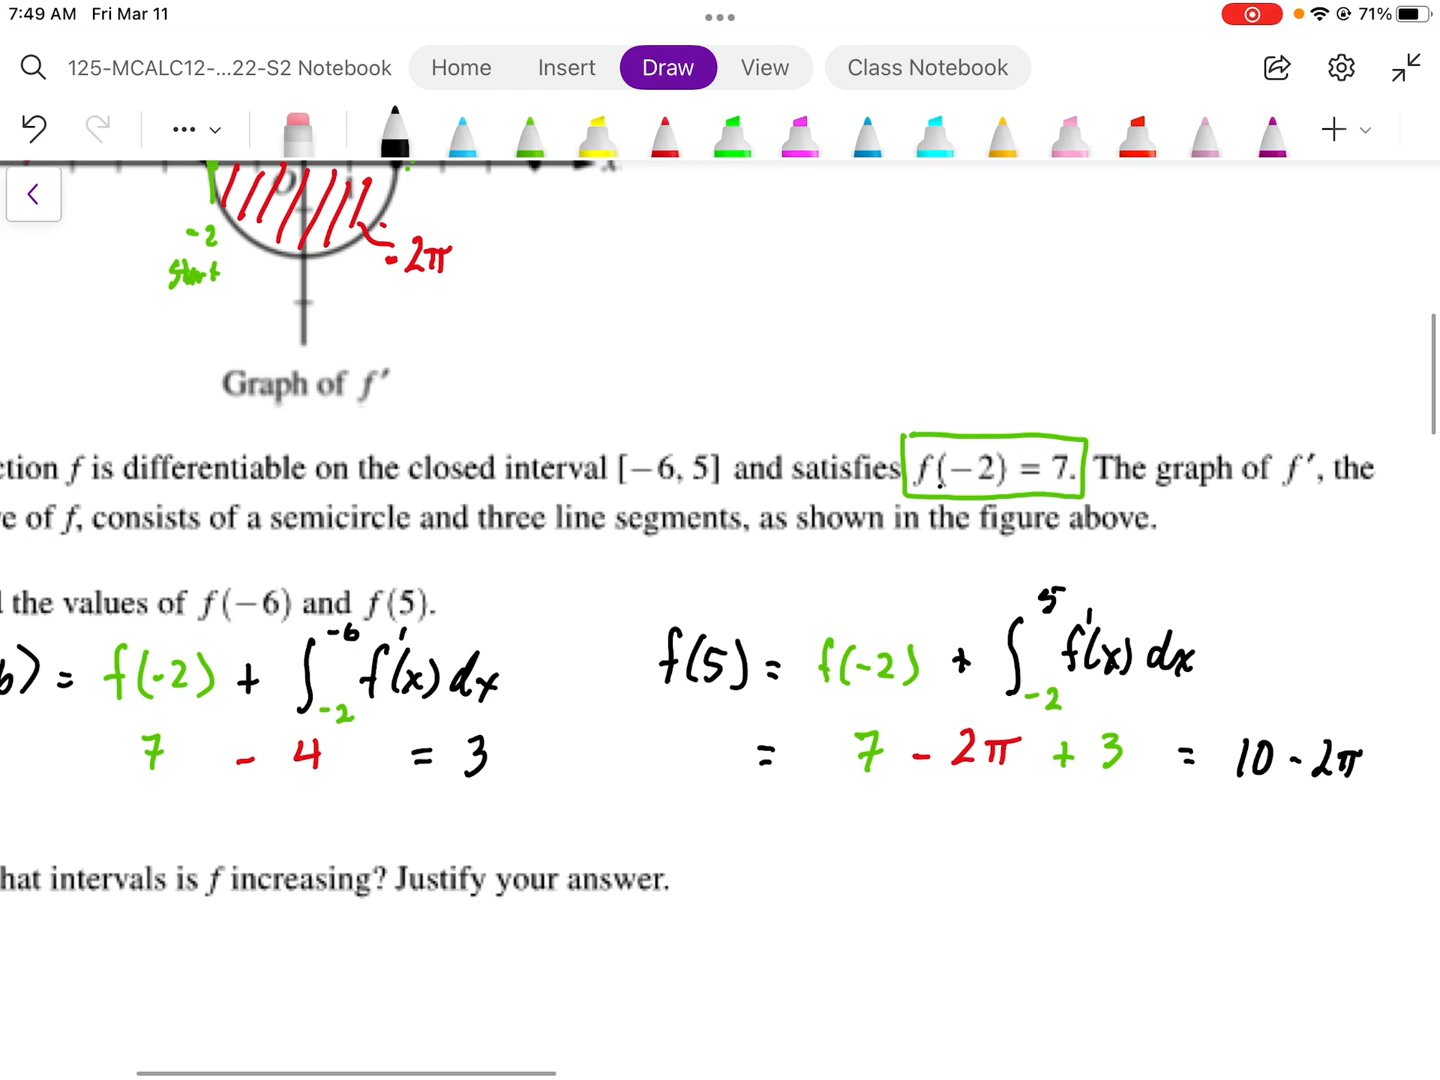 7:49 AM Fri Mar 11
71%
125-MCALC12-...22-S2 Notebook
Home
Insert
Draw
View
Class Notebook
-2
start
- 2π
Graph of f′
ction f is differentiable on the closed interval [−6, 5] and satisfies f(−2) = 7. The graph of f′, the
e of f, consists of a semicircle and three line segments, as shown in the figure above.
the values of f(−6) and f(5).
6) = f(-2) + ∫_{-2}^{-6} f'(x) dx
7 - 4 = 3
f(5) = f(-2) + ∫_{-2}^{5} f'(x) dx
= 7 - 2π + 3 = 10 - 2π
hat intervals is f increasing? Justify your answer.